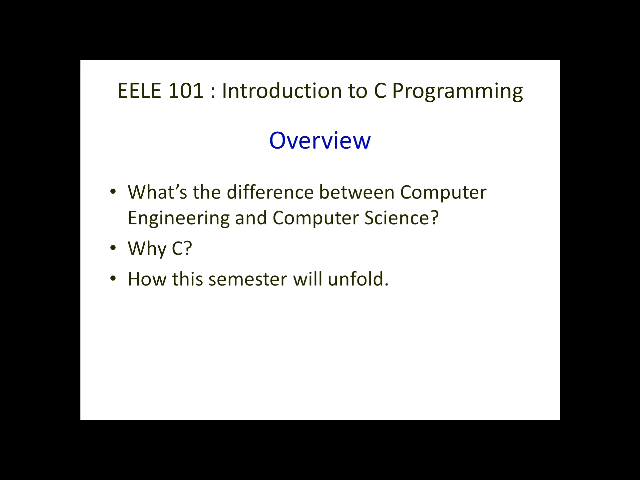 EELE 101 : Introduction to C Programming
Overview
• What's the difference between Computer
Engineering and Computer Science?
• Why C?
• How this semester will unfold.